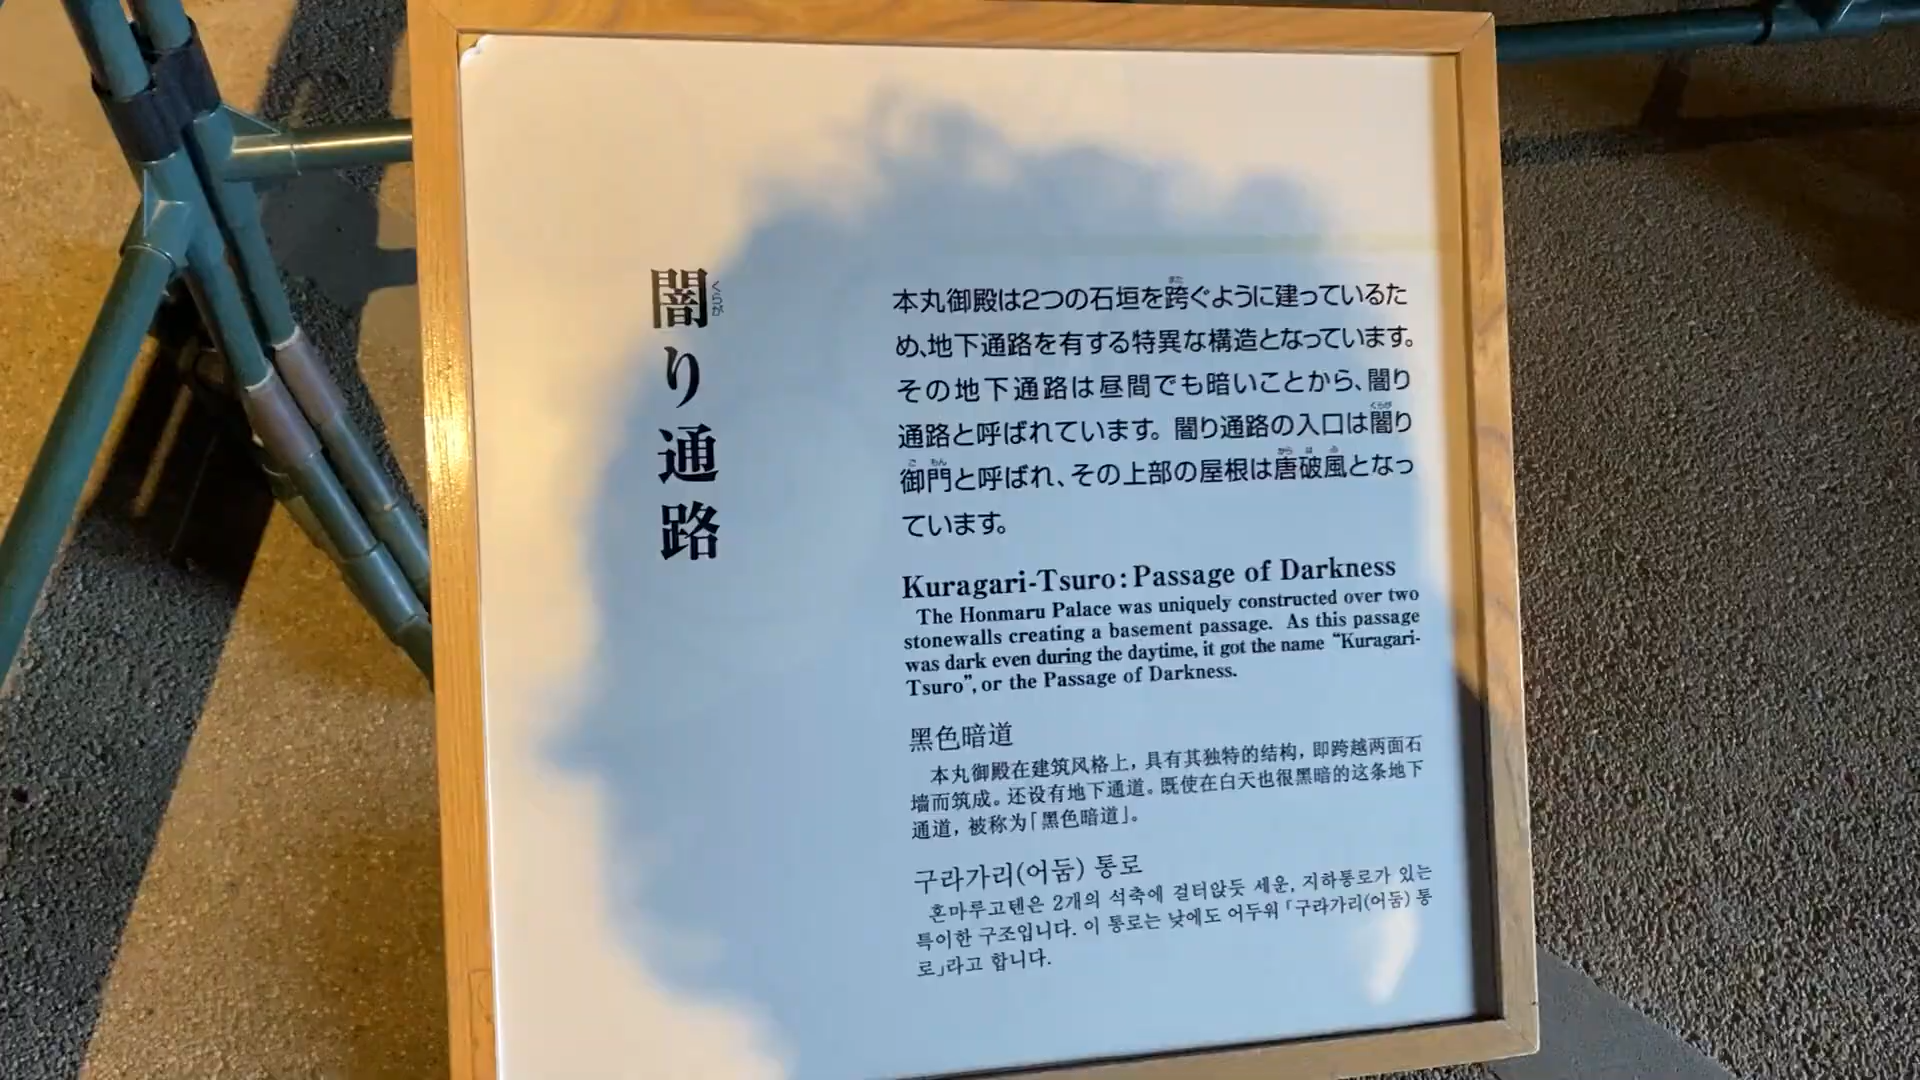 闇り通路
くらが
本丸御殿は2つの石垣を跨ぐように建っているた
また
め、地下通路を有する特異な構造となっています。
その地下通路は昼間でも暗いことから、闇り
通路と呼ばれています。闇り通路の入口は闇り
くらが
御門と呼ばれ、その上部の屋根は唐破風となっ
ご もん から は ふ
ています。
Kuragari-Tsuro: Passage of Darkness
The Honmaru Palace was uniquely constructed over two
stonewalls creating a basement passage. As this passage
was dark even during the daytime, it got the name “Kuragari-
Tsuro”, or the Passage of Darkness.
黑色暗道
本丸御殿在建筑风格上，具有其独特的结构，即跨越两面石
墙而筑成。还设有地下通道。既使在白天也很黑暗的这条地下
通道，被称为「黑色暗道」。
구라가리(어둠) 통로
혼마루고텐은 2개의 석축에 걸터앉듯 세운, 지하통로가 있는
특이한 구조입니다. 이 통로는 낮에도 어두워 「구라가리(어둠) 통
로」라고 합니다.